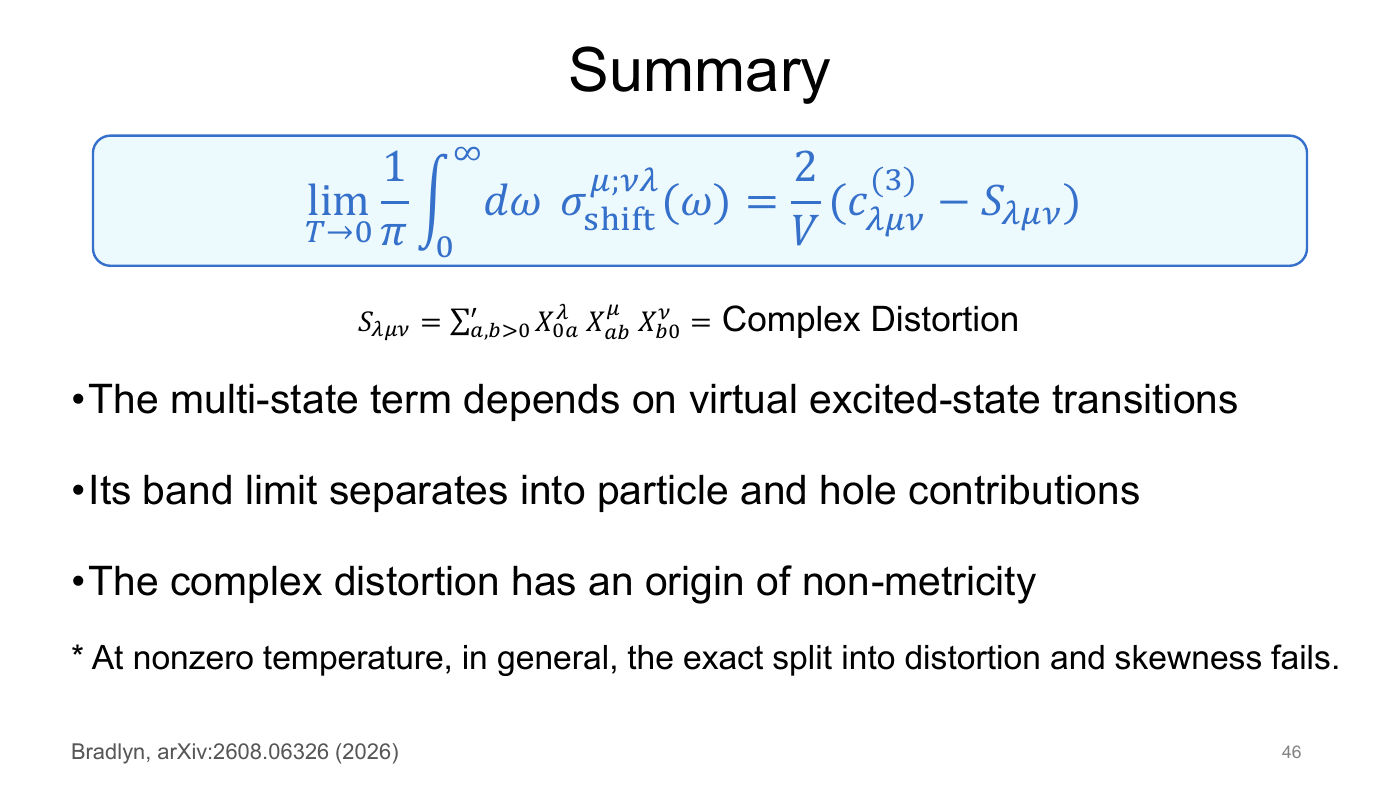 Summary
lim_{T→0} 1/π ∫_0^∞ dω σ_shift^{μ;νλ}(ω) = 2/V (c_{λμν}^{(3)} − S_{λμν})
S_{λμν} = ∑′_{a,b>0} X_{0a}^λ X_{ab}^μ X_{b0}^ν = Complex Distortion
•The multi-state term depends on virtual excited-state transitions
•Its band limit separates into particle and hole contributions
•The complex distortion has an origin of non-metricity
* At nonzero temperature, in general, the exact split into distortion and skewness fails.
Bradlyn, arXiv:2608.06326 (2026)
46